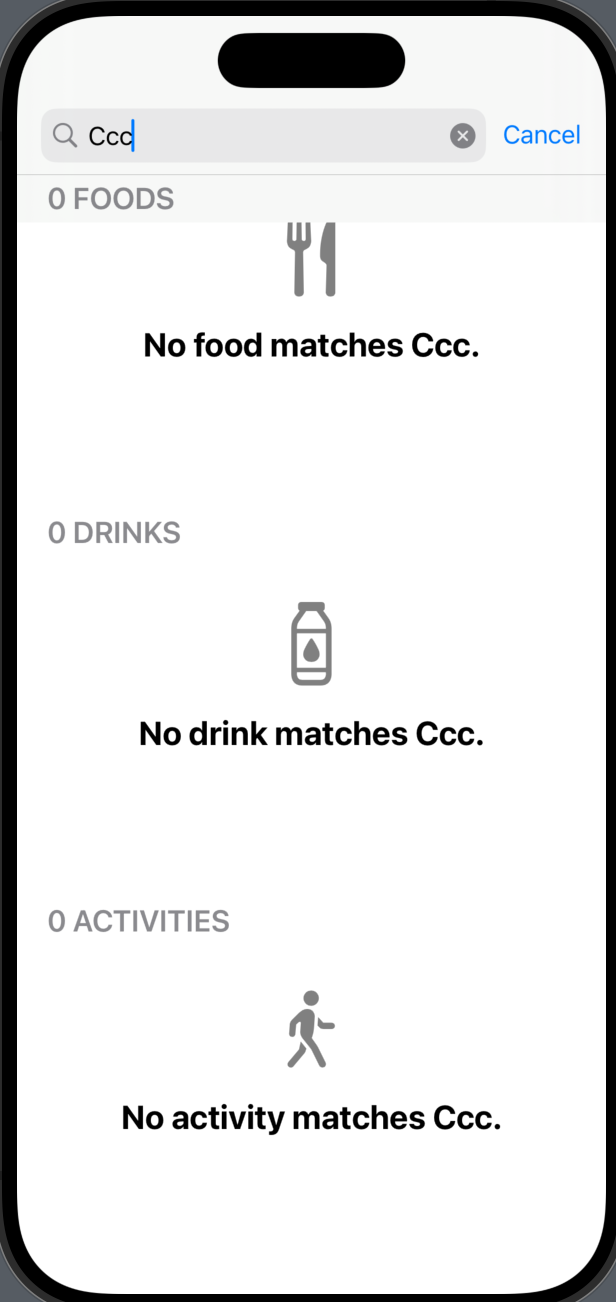 Ccc
Cancel
0 FOODS
No food matches Ccc.
0 DRINKS
No drink matches Ccc.
0 ACTIVITIES
No activity matches Ccc.